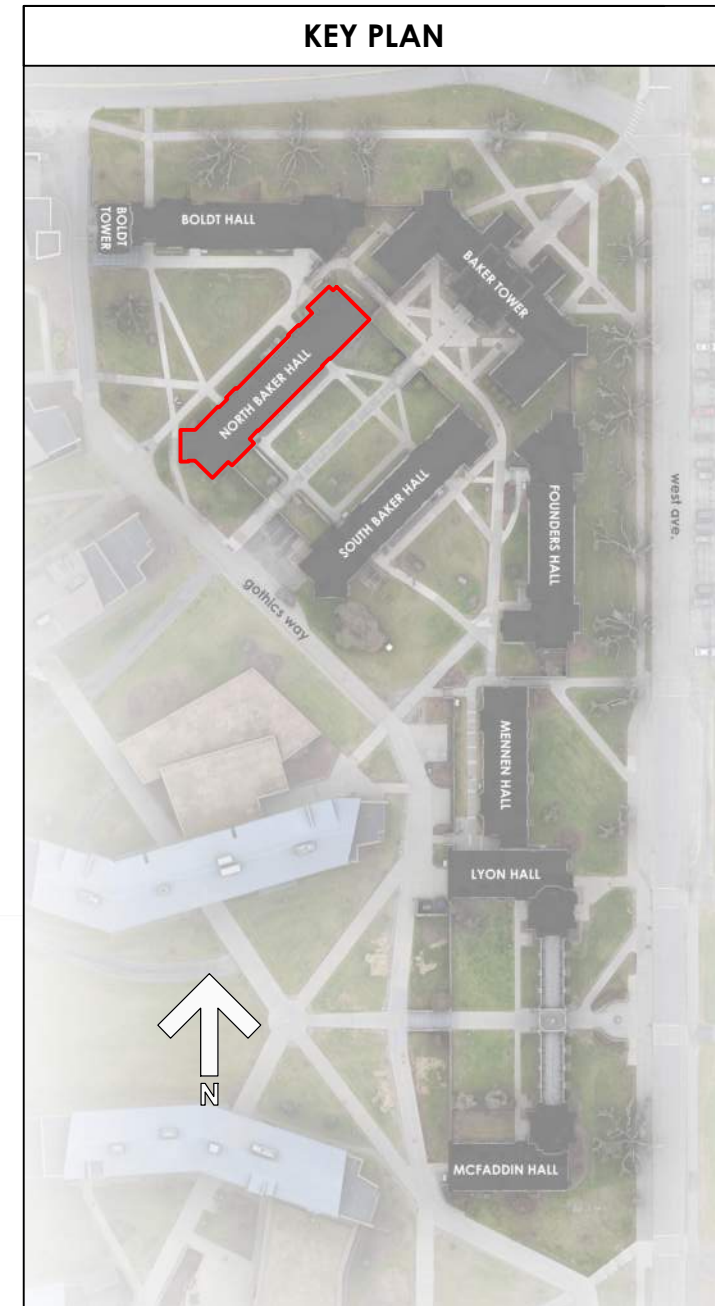 KEY PLAN
BOLDT
TOWER
BOLDT HALL
BAKER TOWER
NORTH BAKER HALL
SOUTH BAKER HALL
FOUNDERS HALL
west ave.
gothics way
MENNEN HALL
LYON HALL
N
MCFADDIN HALL